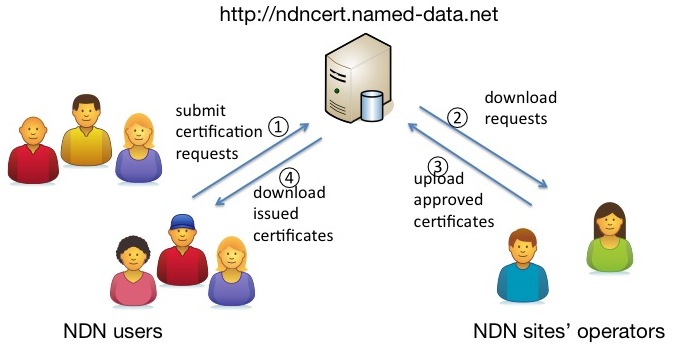 http://ndncert.named-data.net
submit
certification
requests
①
②
download
requests
④
download
issued
certificates
③
upload
approved
certificates
NDN users
NDN sites’ operators